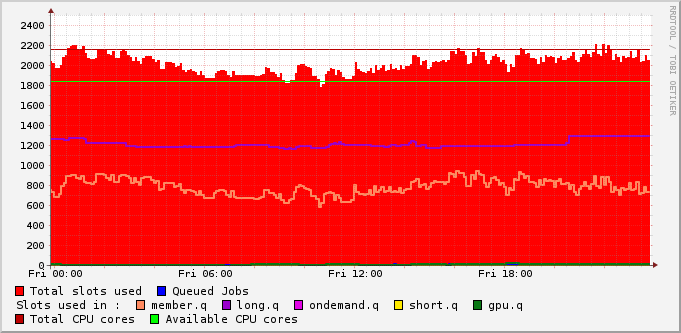 RRDTOOL / TOBI OETIKER
2400
2200
2000
1800
1600
1400
1200
1000
800
600
400
200
0
Fri 00:00 Fri 06:00 Fri 12:00 Fri 18:00
Total slots used Queued Jobs
Slots used in : member.q long.q ondemand.q short.q gpu.q
Total CPU cores Available CPU cores